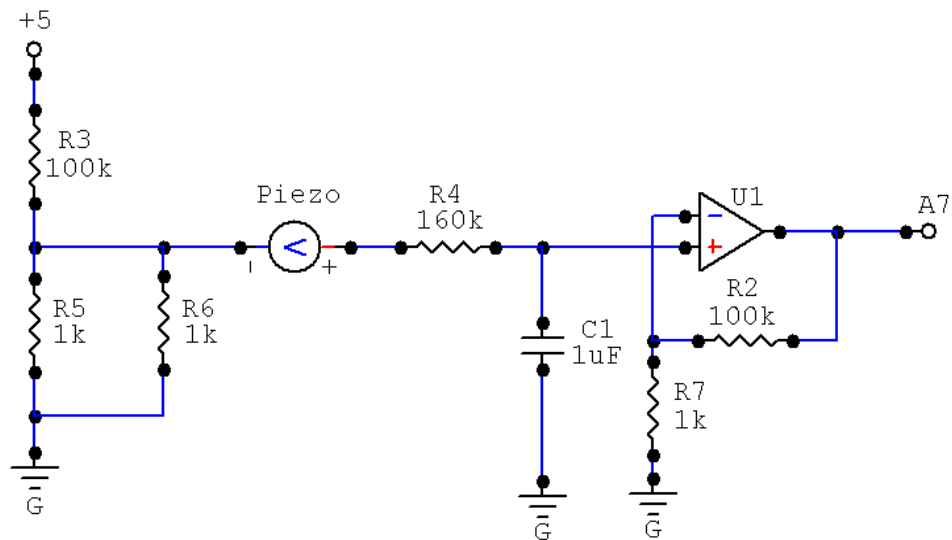 +5
R3
100k
Piezo
<
-
+
R4
160k
U1
-
+
A7
R5
1k
R6
1k
R2
100k
C1
1uF
R7
1k
G
G
G